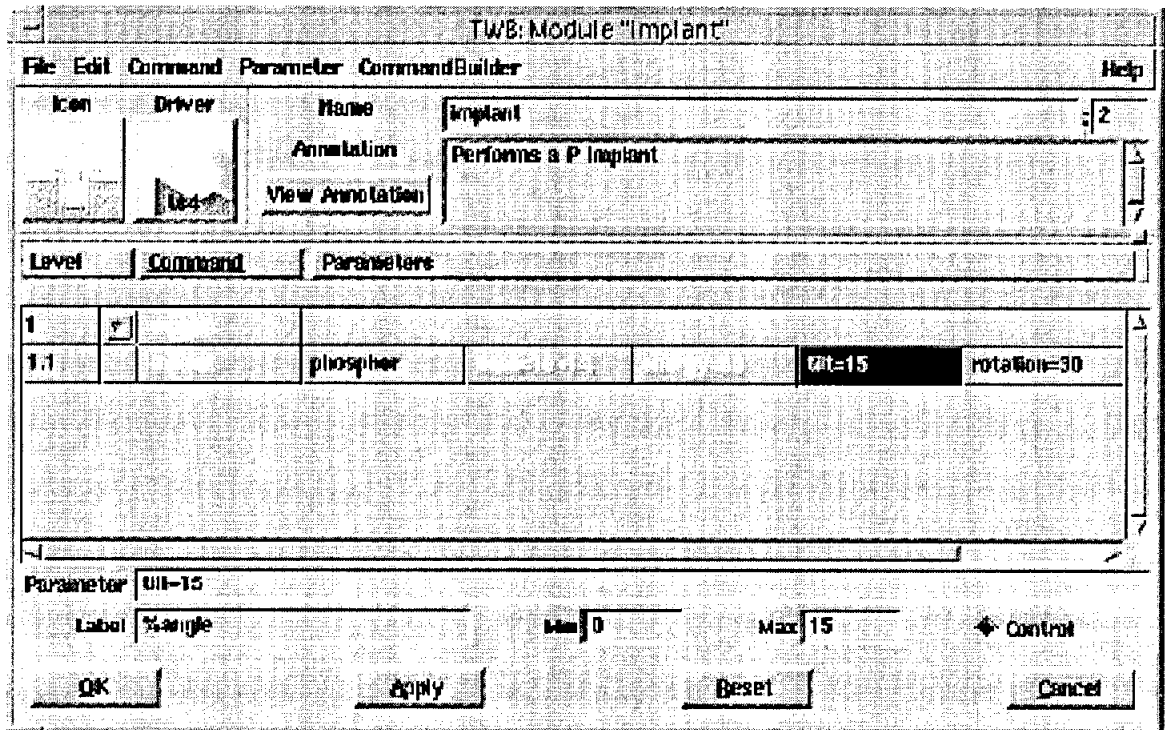 TWB: Module "Implant"
File Edit Command Parameter CommandBuilder Help
Icon Driver Name implant : 2
Annotation Performs a P Implant
View Annotation
Level Command Parameters
1
1.1 phosphor tilt=15 rotation=30
Parameter tilt=15
Label %angle Min 0 Max 15 Control
OK Apply Reset Cancel